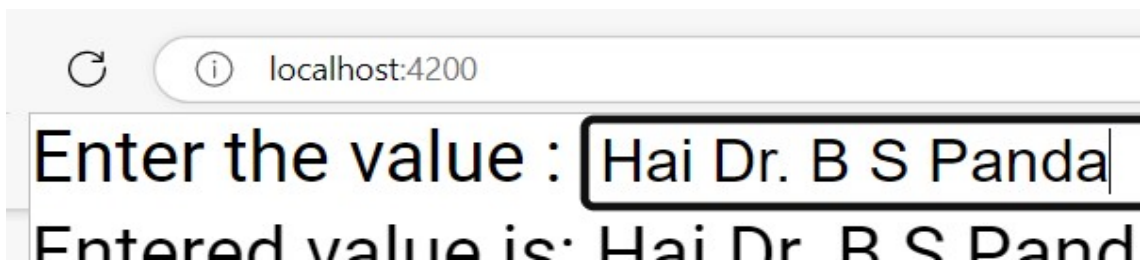 localhost:4200
Enter the value : Hai Dr. B S Panda
Entered value is: Hai Dr. B S Pand